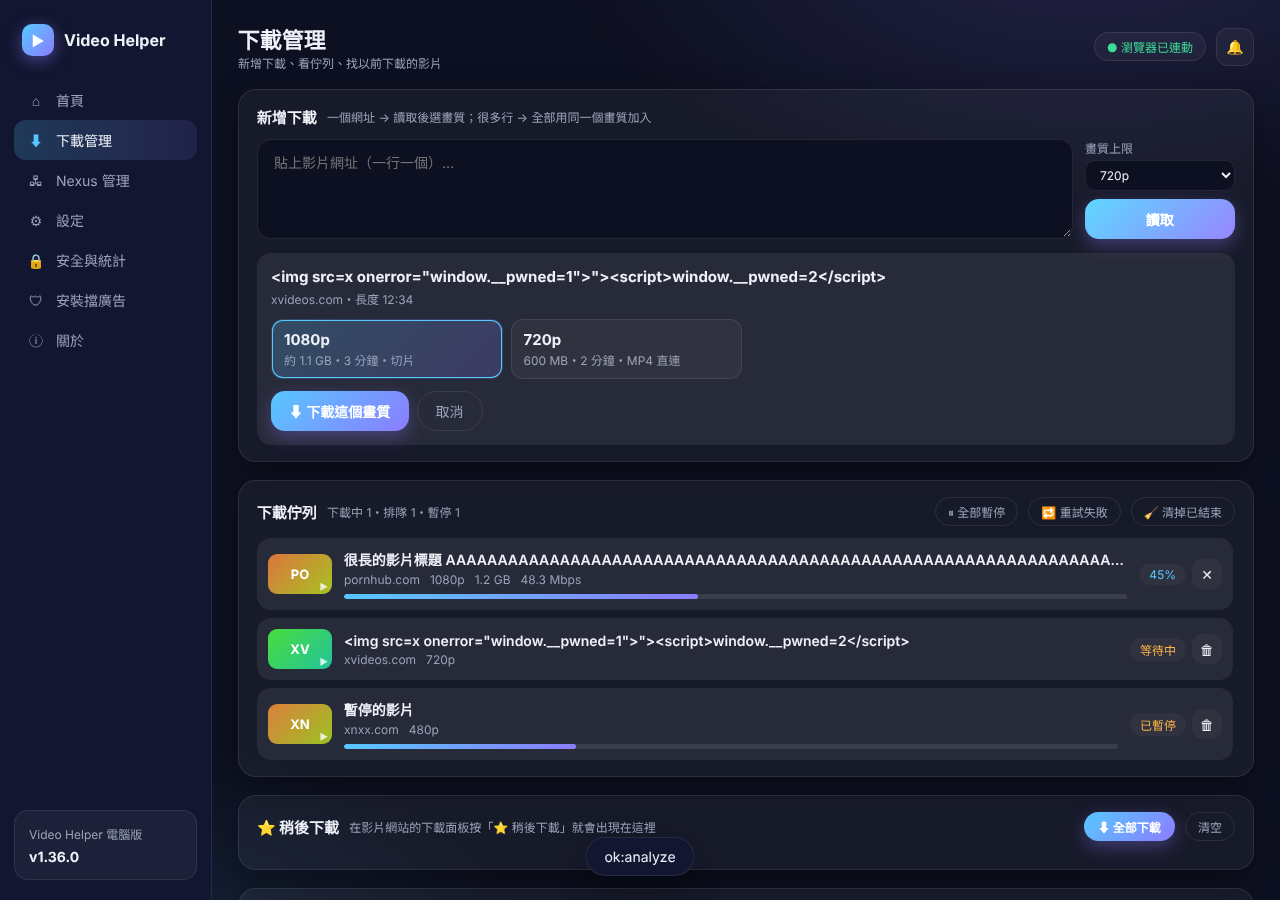 Video Helper
首頁
下載管理
Nexus 管理
設定
安全與統計
安裝擋廣告
關於
Video Helper 電腦版
v1.36.0
下載管理
新增下載、看佇列、找以前下載的影片
瀏覽器已連動
新增下載 一個網址 → 讀取後選畫質；很多行 → 全部用同一個畫質加入
貼上影片網址（一行一個）...
畫質上限
720p
讀取
<img src=x onerror="window.__pwned=1">"><script>window.__pwned=2</script>
xvideos.com・長度 12:34
1080p
約 1.1 GB・3 分鐘・切片
720p
600 MB・2 分鐘・MP4 直連
⬇ 下載這個畫質
取消
下載佇列 下載中 1・排隊 1・暫停 1
全部暫停
重試失敗
清掉已結束
PO
很長的影片標題 AAAAAAAAAAAAAAAAAAAAAAAAAAAAAAAAAAAAAAAAAAAAAAAAAAAAAAAAAAAAAAAA...
pornhub.com 1080p 1.2 GB 48.3 Mbps
45%
✕
XV
<img src=x onerror="window.__pwned=1">"><script>window.__pwned=2</script>
xvideos.com 720p
等待中
XN
暫停的影片
xnxx.com 480p
已暫停
⭐ 稍後下載 在影片網站的下載面板按「⭐ 稍後下載」就會出現在這裡
⬇ 全部下載
清空
ok:analyze